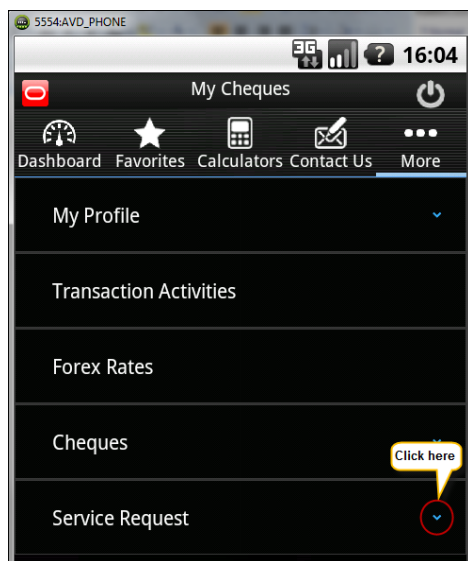 5554:AVD_PHONE
3G 16:04
My Cheques
Dashboard Favorites Calculators Contact Us More
My Profile
Transaction Activities
Forex Rates
Cheques
Click here
Service Request